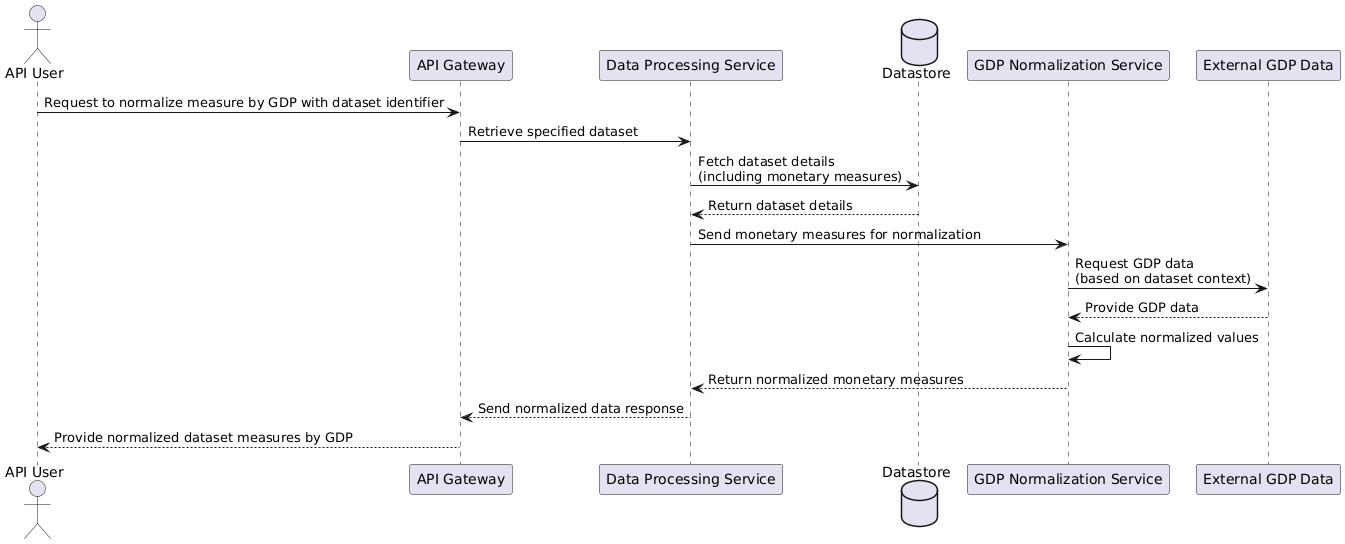 API User
API Gateway
Data Processing Service
Datastore
GDP Normalization Service
External GDP Data
Request to normalize measure by GDP with dataset identifier
Retrieve specified dataset
Fetch dataset details
(including monetary measures)
Return dataset details
Send monetary measures for normalization
Request GDP data
(based on dataset context)
Provide GDP data
Calculate normalized values
Return normalized monetary measures
Send normalized data response
Provide normalized dataset measures by GDP
API User
API Gateway
Data Processing Service
Datastore
GDP Normalization Service
External GDP Data